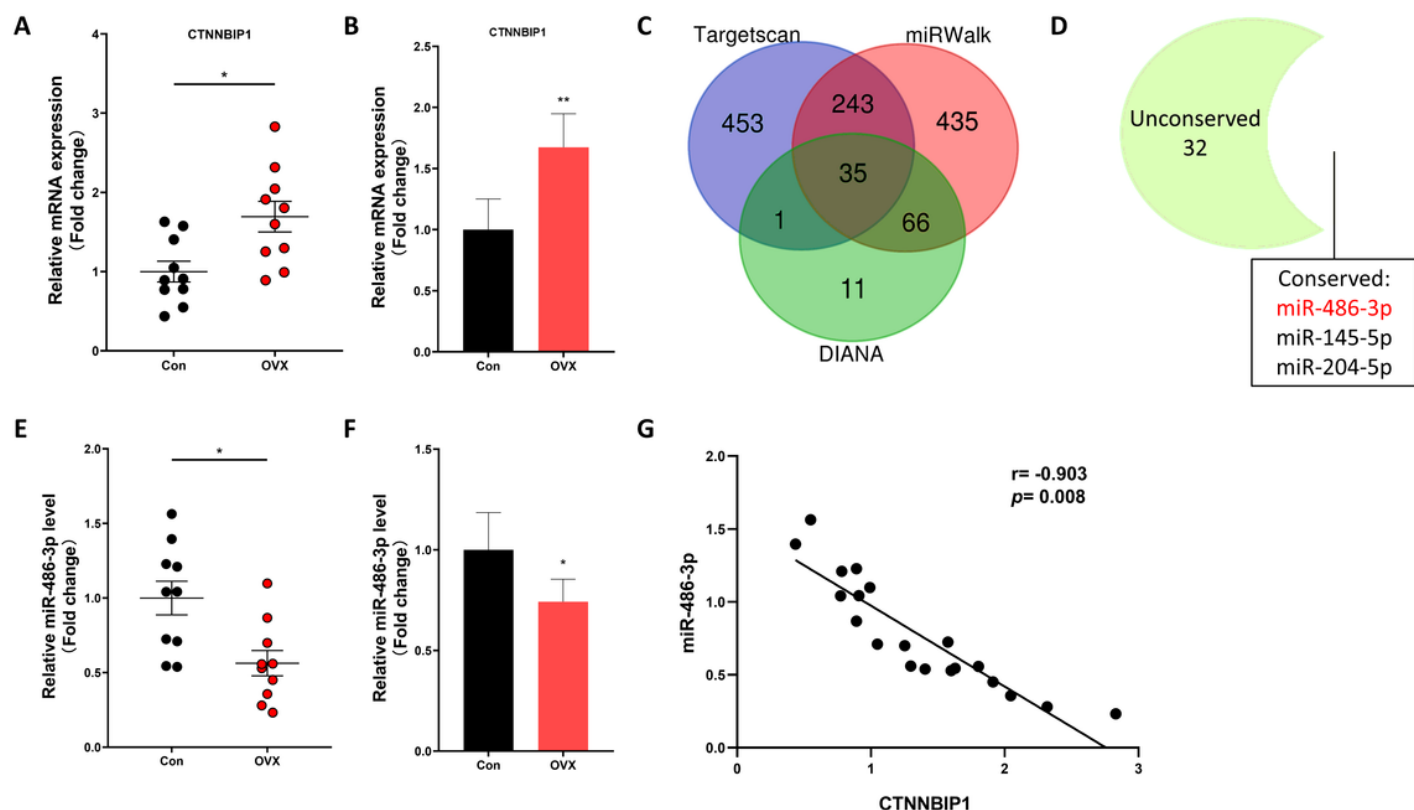 A
CTNNBIP1
*
Relative mRNA expression
(Fold change)
4
3
2
1
0
Con
OVX
B
CTNNBIP1
**
Relative mRNA expression
(Fold change)
2.5
2.0
1.5
1.0
0.5
0.0
Con
OVX
C
Targetscan
miRWalk
453
243
435
35
1
66
11
DIANA
D
Unconserved
32
Conserved:
miR-486-3p
miR-145-5p
miR-204-5p
E
*
Relative miR-486-3p level
(Fold change)
2.0
1.5
1.0
0.5
0.0
Con
OVX
F
*
Relative miR-486-3p level
(Fold change)
1.5
1.0
0.5
0.0
Con
OVX
G
r= -0.903
p= 0.008
miR-486-3p
2.0
1.5
1.0
0.5
0.0
0
1
2
3
CTNNBIP1